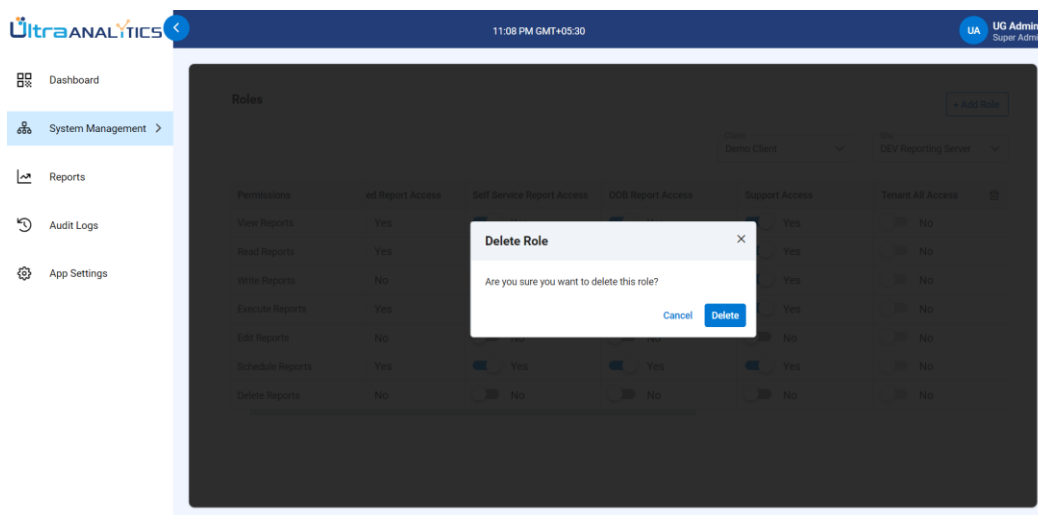 ÜltraANALYTICS
11:08 PM GMT+05:30
UA
UG Admin
Super Admi
Dashboard
System Management
Reports
Audit Logs
App Settings
Roles
+ Add Role
Client
Demo Client
Site
DEV Reporting Server
Permissions ed Report Access Self Service Report Access OOB Report Access Support Access Tenant All Access
View Reports Yes Yes No
Read Reports Yes Yes No
Write Reports No Yes No
Execute Reports Yes Yes No
Edit Reports No No No No No
Schedule Reports Yes Yes Yes Yes No
Delete Reports No No No No No
Delete Role
Are you sure you want to delete this role?
Cancel Delete